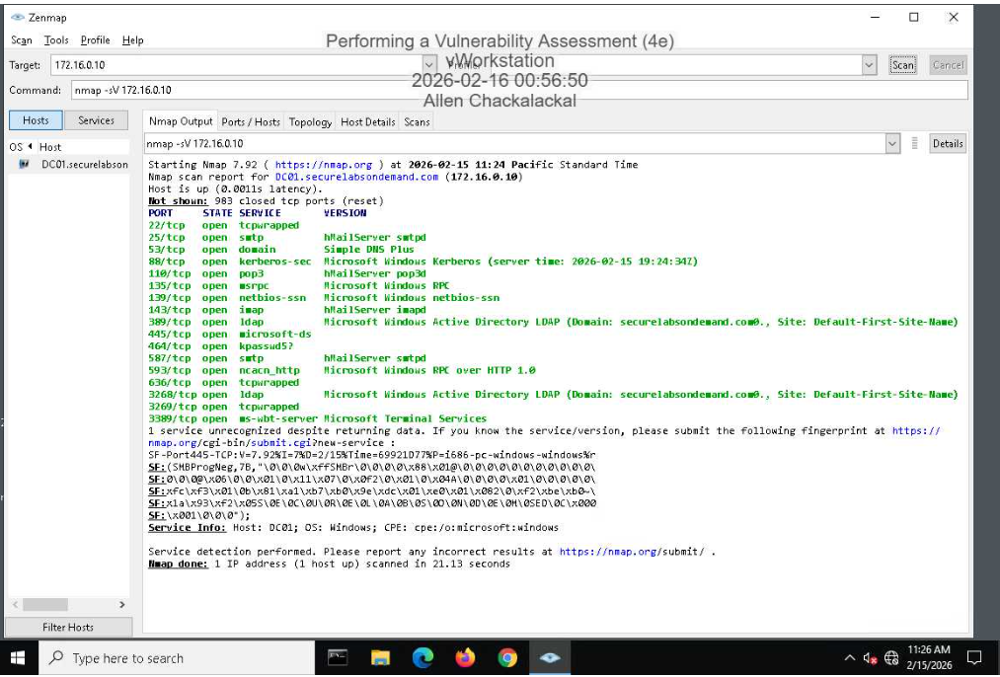 Zenmap
Scan Tools Profile Help
Performing a Vulnerability Assessment (4e)
vWorkstation
2026-02-16 00:56:50
Allen Chackalackal
Target: 172.16.0.10 Scan Cancel
Command: nmap -sV 172.16.0.10
Hosts Services
Nmap Output Ports / Hosts Topology Host Details Scans
OS Host
nmap -sV 172.16.0.10 Details
DC01.securelabson
Starting Nmap 7.92 ( https://nmap.org ) at 2026-02-15 11:24 Pacific Standard Time
Nmap scan report for DC01.securelabsondemand.com (172.16.0.10)
Host is up (0.0011s latency).
Not shown: 983 closed tcp ports (reset)
PORT STATE SERVICE VERSION
22/tcp open tcpwrapped
25/tcp open smtp hMailServer smtpd
53/tcp open domain Simple DNS Plus
88/tcp open kerberos-sec Microsoft Windows Kerberos (server time: 2026-02-15 19:24:34Z)
110/tcp open pop3 hMailServer pop3d
135/tcp open msrpc Microsoft Windows RPC
139/tcp open netbios-ssn Microsoft Windows netbios-ssn
143/tcp open imap hMailServer imapd
389/tcp open ldap Microsoft Windows Active Directory LDAP (Domain: securelabsondemand.com0., Site: Default-First-Site-Name)
445/tcp open microsoft-ds
464/tcp open kpasswd5?
587/tcp open smtp hMailServer smtpd
593/tcp open ncacn_http Microsoft Windows RPC over HTTP 1.0
636/tcp open tcpwrapped
3268/tcp open ldap Microsoft Windows Active Directory LDAP (Domain: securelabsondemand.com0., Site: Default-First-Site-Name)
3269/tcp open tcpwrapped
3389/tcp open ms-wbt-server Microsoft Terminal Services
1 service unrecognized despite returning data. If you know the service/version, please submit the following fingerprint at https://
nmap.org/cgi-bin/submit.cgi?new-service :
SF-Port445-TCP:V=7.92%I=7%D=2/15%Time=69921D77%P=i686-pc-windows-windows%r
SF:(SMBProgNeg,7B,"\0\0\0w\xffSMBr\0\0\0\0\x88\x01@\0\0\0\0\0\0\0\0\0\0\0\
SF:0\0\0@\x06\0\0\x01\0\x11\x07\0\x0f2\0\x01\0\x04A\0\0\0\0\x01\0\0\0\0\0\
SF:xfc\xf3\x01\0b\x81\xa1\xb7\xb0\x9e\xdc\x01\xe0\x01\x082\0\xf2\xbe\xb0~\
SF:x1a\x93\xf2\x05S\0E\0C\0U\0R\0E\0L\0A\0B\0S\0O\0N\0D\0E\0M\0SED\0C\x000
SF:\x001\0\0\0");
Service Info: Host: DC01; OS: Windows; CPE: cpe:/o:microsoft:windows
Service detection performed. Please report any incorrect results at https://nmap.org/submit/ .
Nmap done: 1 IP address (1 host up) scanned in 21.13 seconds
Filter Hosts
Type here to search
11:26 AM
2/15/2026